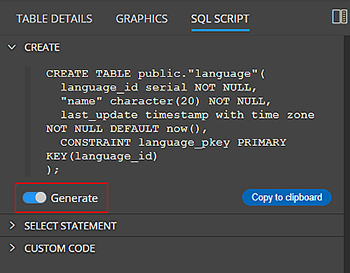 TABLE DETAILS GRAPHICS SQL SCRIPT
CREATE
CREATE TABLE public."language"(
language_id serial NOT NULL,
"name" character(20) NOT NULL,
last_update timestamp with time zone
NOT NULL DEFAULT now(),
CONSTRAINT language_pkey PRIMARY
KEY(language_id)
);
Generate Copy to clipboard
SELECT STATEMENT
CUSTOM CODE